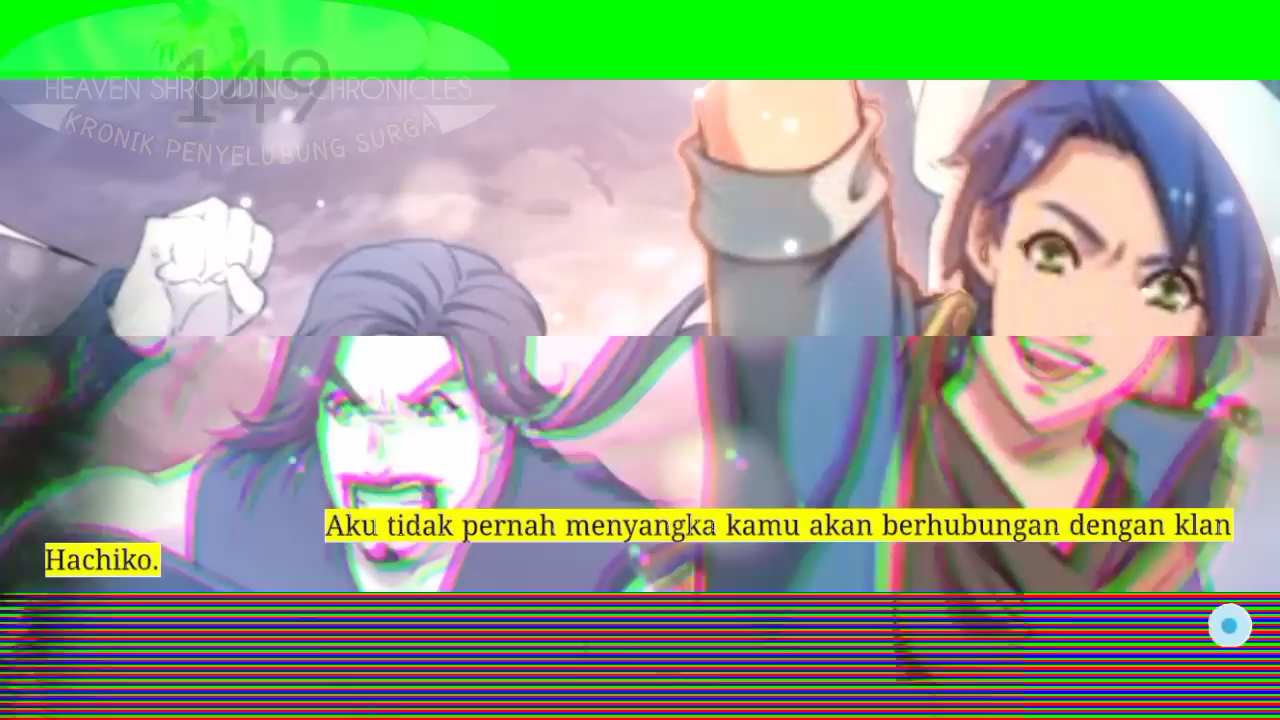 149
HEAVEN SHROUDING CHRONICLES
KRONIK PENYELUBUNG SURGA
Aku tidak pernah menyangka kamu akan berhubungan dengan klan
Hachiko.